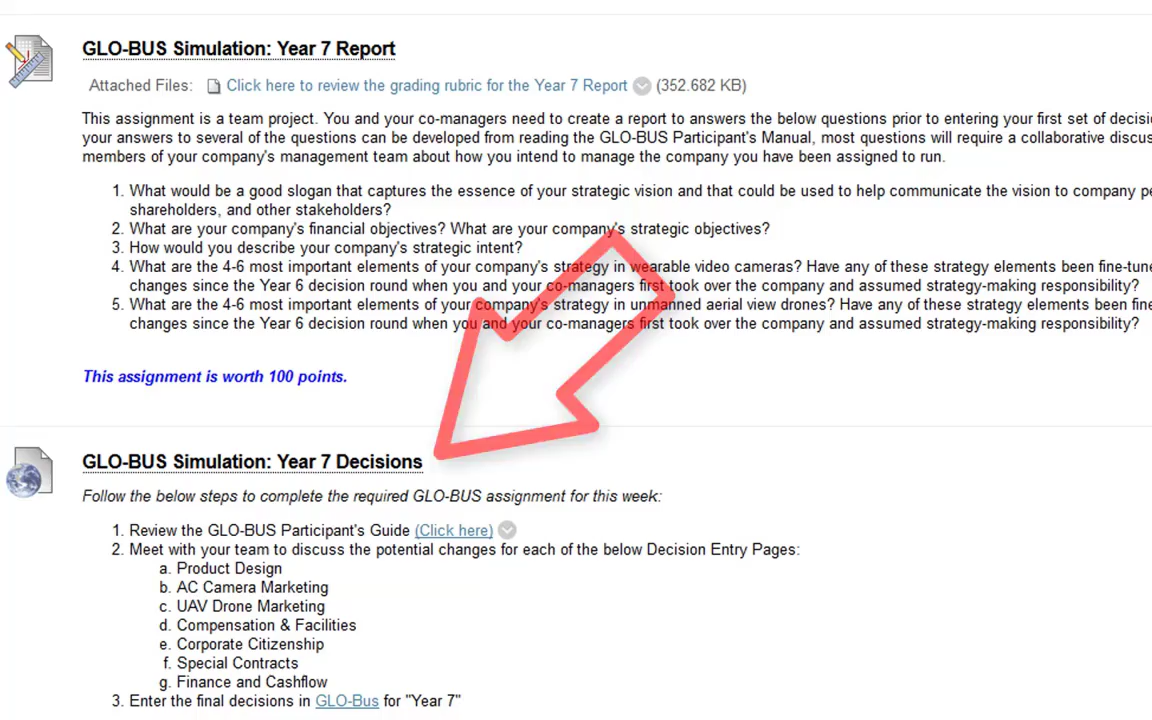 GLO-BUS Simulation: Year 7 Report
Attached Files: Click here to review the grading rubric for the Year 7 Report (352.682 KB)
This assignment is a team project. You and your co-managers need to create a report to answers the below questions prior to entering your first set of
your answers to several of the questions can be developed from reading the GLO-BUS Participant's Manual, most questions will require a collaborative
members of your company's management team about how you intend to manage the company you have been assigned to run.
1. What would be a good slogan that captures the essence of your strategic vision and that could be used to help communicate the vision to company
shareholders, and other stakeholders?
2. What are your company's financial objectives? What are your company's strategic objectives?
3. How would you describe your company's strategic intent?
4. What are the 4-6 most important elements of your company's strategy in wearable video cameras? Have any of these strategy elements been
changes since the Year 6 decision round when you and your co-managers first took over the company and assumed strategy-making responsibility?
5. What are the 4-6 most important elements of your company's strategy in unmanned aerial view drones? Have any of these strategy elements been
changes since the Year 6 decision round when you and your co-managers first took over the company and assumed strategy-making responsibility?
This assignment is worth 100 points.
GLO-BUS Simulation: Year 7 Decisions
Follow the below steps to complete the required GLO-BUS assignment for this week:
1. Review the GLO-BUS Participant's Guide (Click here)
2. Meet with your team to discuss the potential changes for each of the below Decision Entry Pages:
a. Product Design
b. AC Camera Marketing
c. UAV Drone Marketing
d. Compensation & Facilities
e. Corporate Citizenship
f. Special Contracts
g. Finance and Cashflow
3. Enter the final decisions in GLO-Bus for "Year 7"